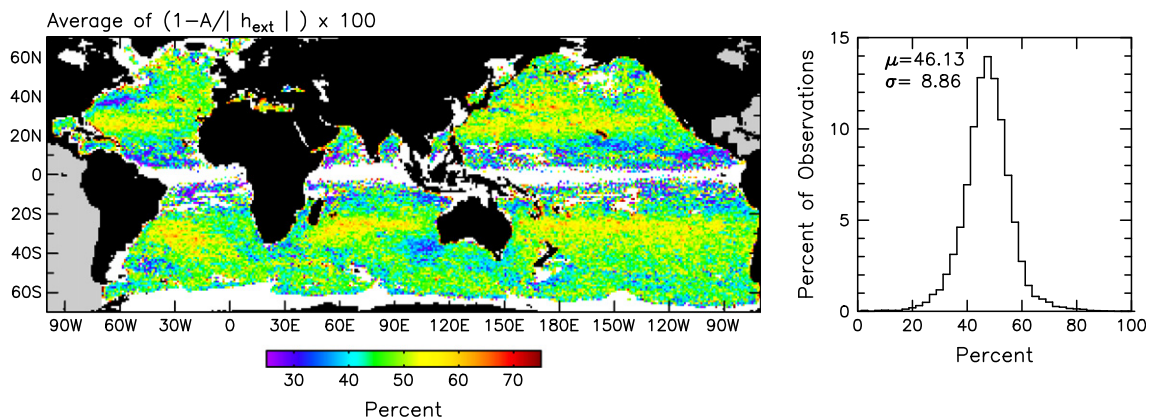 Average of (1-A/| h_ext | ) x 100
60N
40N
20N
0
20S
40S
60S
90W 60W 30W 0 30E 60E 90E 120E 150E 180E 150W 120W 90W
30 40 50 60 70
Percent
15
10
5
0
Percent of Observations
μ=46.13
σ= 8.86
0 20 40 60 80 100
Percent